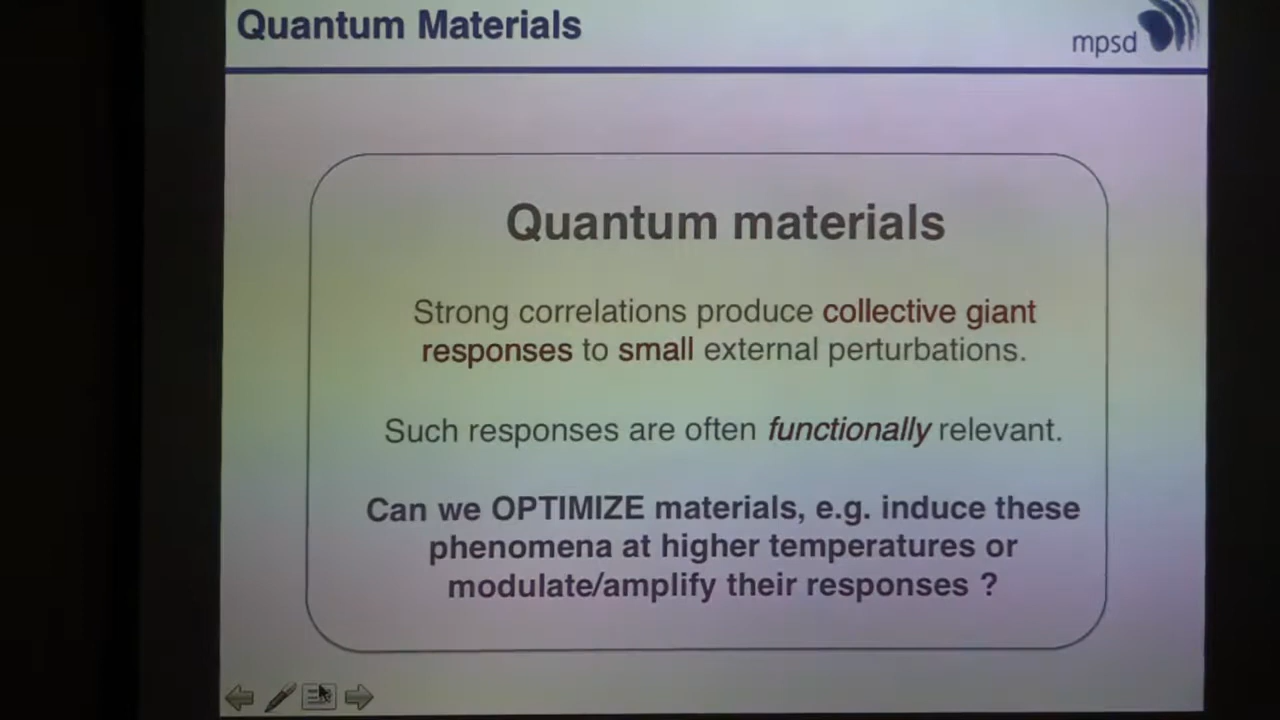 Quantum Materials
mpsd
Quantum materials
Strong correlations produce collective giant
responses to small external perturbations.
Such responses are often functionally relevant.
Can we OPTIMIZE materials, e.g. induce these
phenomena at higher temperatures or
modulate/amplify their responses ?